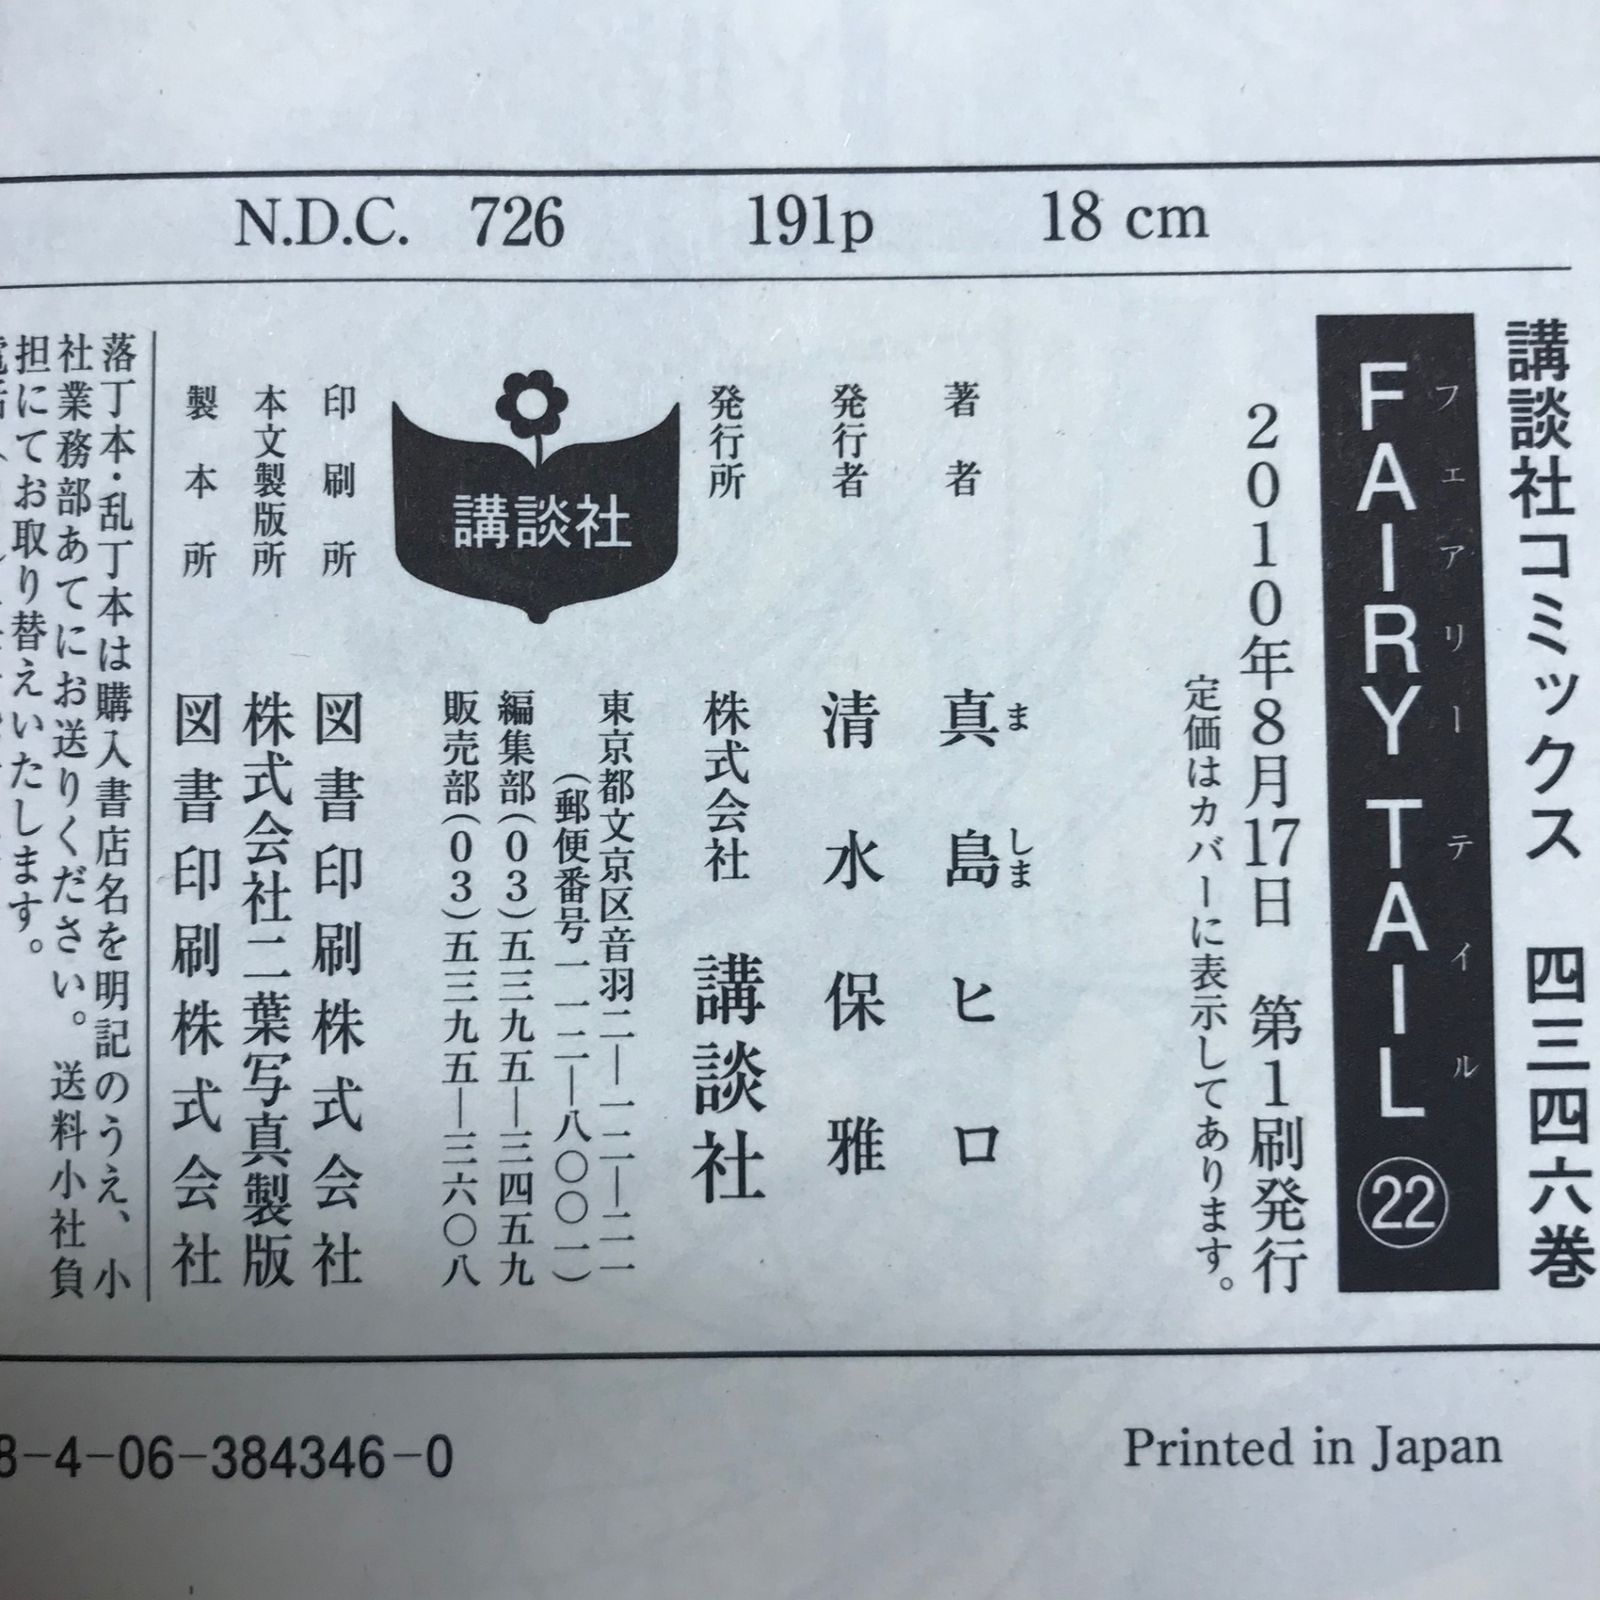 N.D.C. 726 191p 18 cm
講談社コミックス 四三四六巻
フェアリーテイル
FAIRY TAIL ㉒
2010年8月17日 第1刷発行
定価はカバーに表示してあります。
著者 真島ヒロ
まし ま
発行者 清水保雅
発行所 株式会社 講談社
東京都文京区音羽二―一二―二一
(郵便番号一一二―八〇〇一)
編集部(03)五三九五―三四五九
販売部(03)五三九五―三六〇八
講談社
印刷所 図書印刷株式会社
本文製版所 株式会社二葉写真製版
製本所 図書印刷株式会社
落丁本・乱丁本は購入書店名を明記のうえ、小
社業務部あてにお送りください。送料小社負
担にてお取り替えいたします。
8-4-06-384346-0
Printed in Japan